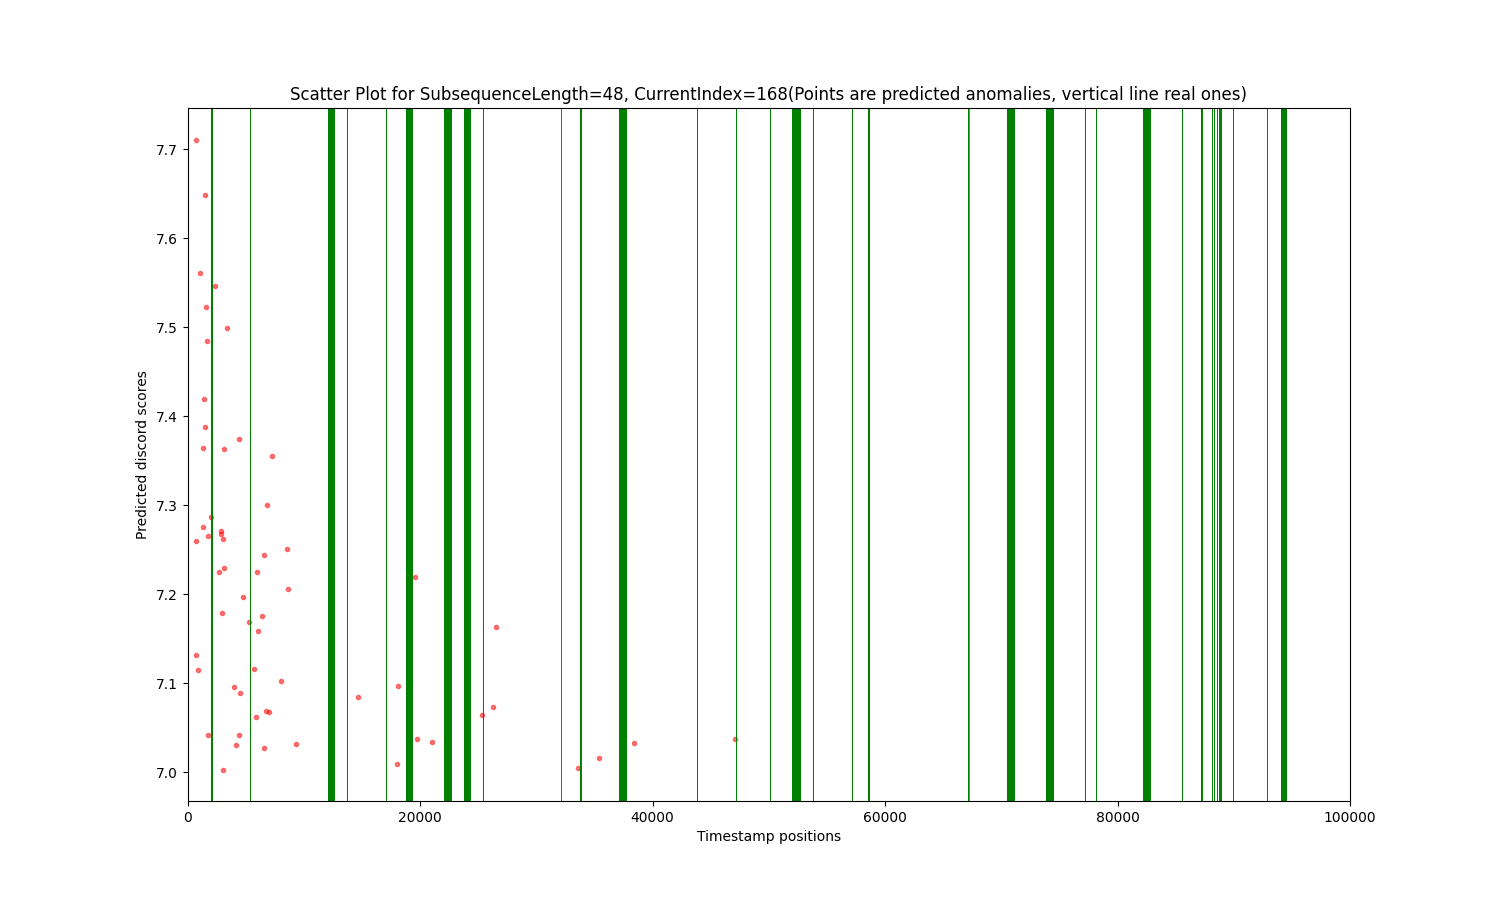 Scatter Plot for SubsequenceLength=48, CurrentIndex=168(Points are predicted anomalies, vertical line real ones)
7.7
7.6
7.5
7.4
7.3
7.2
7.1
7.0
Predicted discord scores
0 20000 40000 60000 80000 100000
Timestamp positions